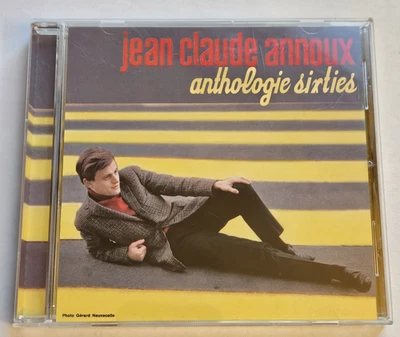 jean-claude annoux
anthologie sixties
Photo Gérard Neuvecelle